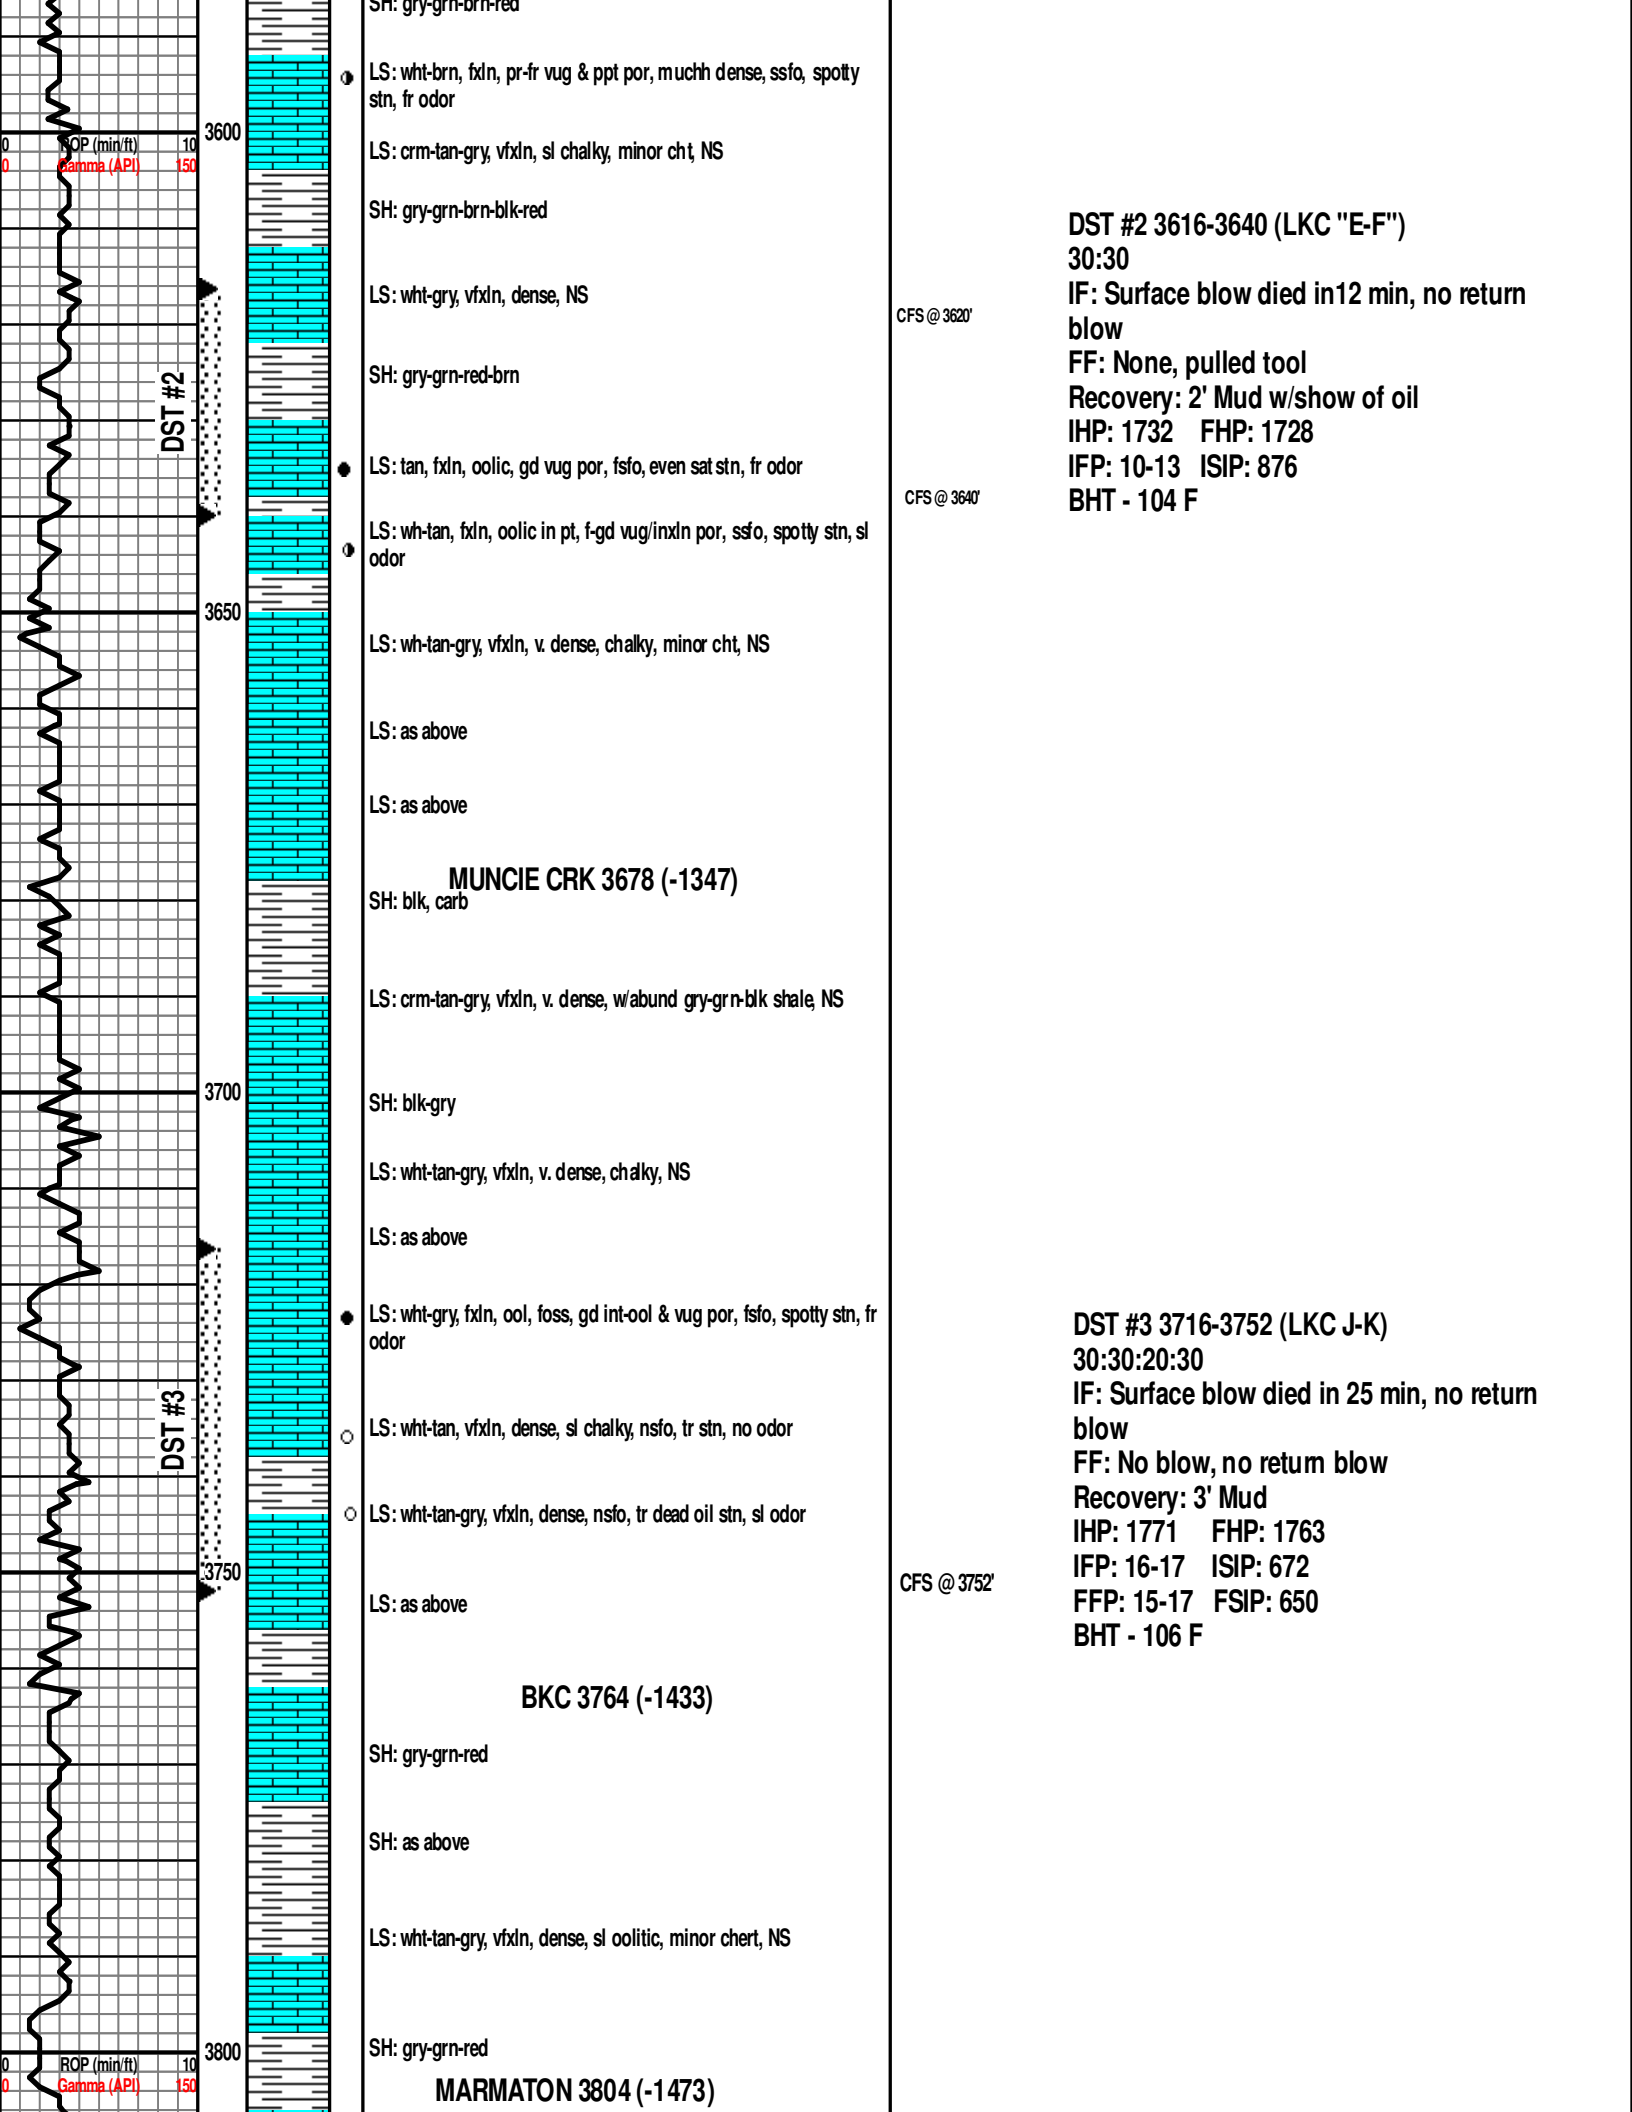 SH: gry-grn-brn-red
LS: wht-brn, fxln, pr-fr vug & ppt por, muchh dense, ssfo, spotty
stn, fr odor
3600
0 ROP (min/ft) 10
0 Gamma (API) 150
LS: crm-tan-gry, vfxln, sl chalky, minor cht, NS
SH: gry-grn-brn-blk-red
LS: wht-gry, vfxln, dense, NS
CFS @ 3620'
SH: gry-grn-red-brn
DST #2
LS: tan, fxln, oolic, gd vug por, fsfo, even sat stn, fr odor
CFS @ 3640'
LS: wh-tan, fxln, oolic in pt, f-gd vug/inxln por, ssfo, spotty stn, sl
odor
DST #2 3616-3640 (LKC "E-F")
30:30
IF: Surface blow died in12 min, no return
blow
FF: None, pulled tool
Recovery: 2' Mud w/show of oil
IHP: 1732 FHP: 1728
IFP: 10-13 ISIP: 876
BHT - 104 F
3650
LS: wh-tan-gry, vfxln, v. dense, chalky, minor cht, NS
LS: as above
LS: as above
MUNCIE CRK 3678 (-1347)
SH: blk, carb
LS: crm-tan-gry, vfxln, v. dense, w/abund gry-grn-blk shale, NS
3700
SH: blk-gry
LS: wht-tan-gry, vfxln, v. dense, chalky, NS
LS: as above
LS: wht-gry, fxln, ool, foss, gd int-ool & vug por, fsfo, spotty stn, fr
odor
DST #3
LS: wht-tan, vfxln, dense, sl chalky, nsfo, tr stn, no odor
LS: wht-tan-gry, vfxln, dense, nsfo, tr dead oil stn, sl odor
3750
CFS @ 3752'
LS: as above
DST #3 3716-3752 (LKC J-K)
30:30:20:30
IF: Surface blow died in 25 min, no return
blow
FF: No blow, no return blow
Recovery: 3' Mud
IHP: 1771 FHP: 1763
IFP: 16-17 ISIP: 672
FFP: 15-17 FSIP: 650
BHT - 106 F
BKC 3764 (-1433)
SH: gry-grn-red
SH: as above
LS: wht-tan-gry, vfxln, dense, sl oolitic, minor chert, NS
3800
SH: gry-grn-red
0 ROP (min/ft) 10
0 Gamma (API) 150
MARMATON 3804 (-1473)